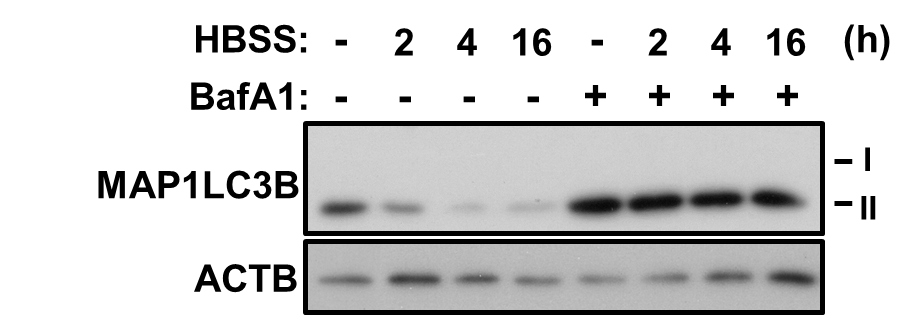 HBSS: - 2 4 16 - 2 4 16 (h)
BafA1: - - - - + + + +
MAP1LC3B
– I
– II
ACTB